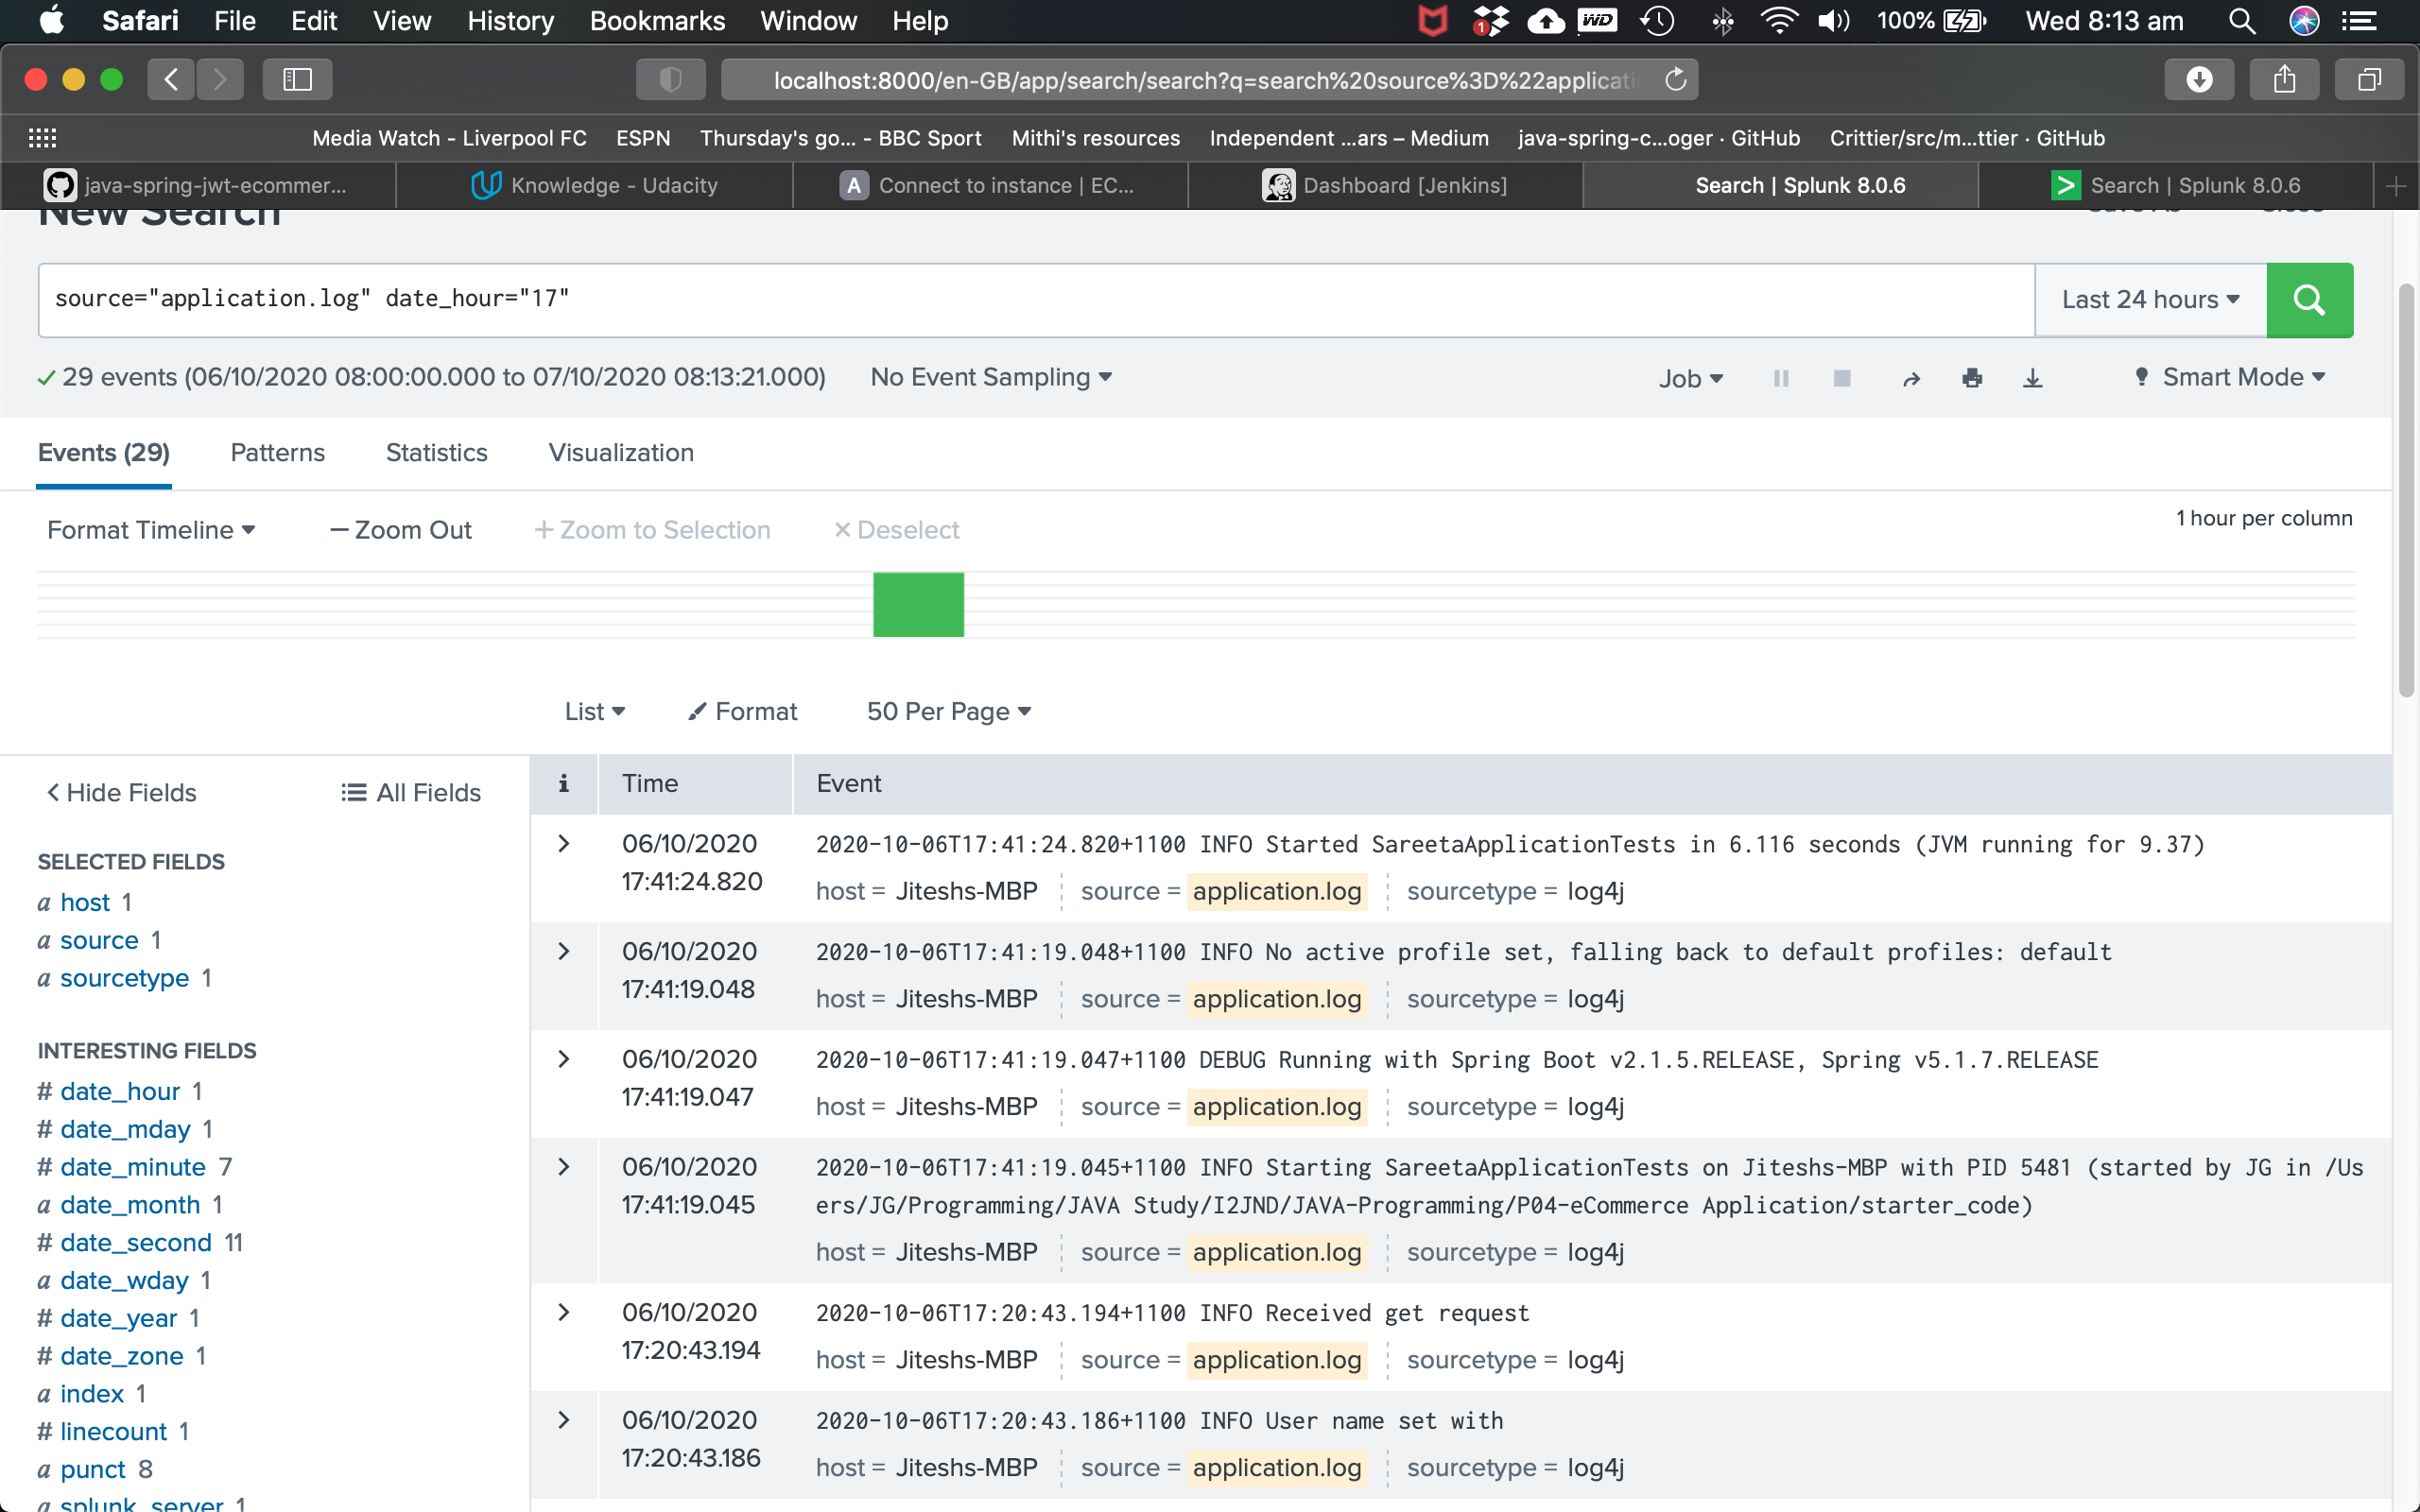 Safari File Edit View History Bookmarks Window Help 1 WD 100% Wed 8:13 am
localhost:8000/en-GB/app/search/search?q=search%20source%3D%22applicati
Media Watch - Liverpool FC ESPN Thursday's go... - BBC Sport Mithi's resources Independent ...ars – Medium java-spring-c...oger · GitHub Crittier/src/m...ttier · GitHub
java-spring-jwt-ecommer... Knowledge - Udacity A Connect to instance | EC... Dashboard [Jenkins] Search | Splunk 8.0.6 > Search | Splunk 8.0.6
New Search Save As Close
source="application.log" date_hour="17" Last 24 hours
29 events (06/10/2020 08:00:00.000 to 07/10/2020 08:13:21.000) No Event Sampling Job Smart Mode
Events (29) Patterns Statistics Visualization
Format Timeline — Zoom Out + Zoom to Selection × Deselect 1 hour per column
List Format 50 Per Page
< Hide Fields All Fields
SELECTED FIELDS
a host 1
a source 1
a sourcetype 1
INTERESTING FIELDS
# date_hour 1
# date_mday 1
# date_minute 7
a date_month 1
# date_second 11
a date_wday 1
# date_year 1
# date_zone 1
a index 1
# linecount 1
a punct 8
a splunk_server 1
i Time Event
06/10/2020 2020-10-06T17:41:24.820+1100 INFO Started SareetaApplicationTests in 6.116 seconds (JVM running for 9.37)
17:41:24.820 host = Jiteshs-MBP source = application.log sourcetype = log4j
06/10/2020 2020-10-06T17:41:19.048+1100 INFO No active profile set, falling back to default profiles: default
17:41:19.048 host = Jiteshs-MBP source = application.log sourcetype = log4j
06/10/2020 2020-10-06T17:41:19.047+1100 DEBUG Running with Spring Boot v2.1.5.RELEASE, Spring v5.1.7.RELEASE
17:41:19.047 host = Jiteshs-MBP source = application.log sourcetype = log4j
06/10/2020 2020-10-06T17:41:19.045+1100 INFO Starting SareetaApplicationTests on Jiteshs-MBP with PID 5481 (started by JG in /Us
17:41:19.045 ers/JG/Programming/JAVA Study/I2JND/JAVA-Programming/P04-eCommerce Application/starter_code)
host = Jiteshs-MBP source = application.log sourcetype = log4j
06/10/2020 2020-10-06T17:20:43.194+1100 INFO Received get request
17:20:43.194 host = Jiteshs-MBP source = application.log sourcetype = log4j
06/10/2020 2020-10-06T17:20:43.186+1100 INFO User name set with
17:20:43.186 host = Jiteshs-MBP source = application.log sourcetype = log4j